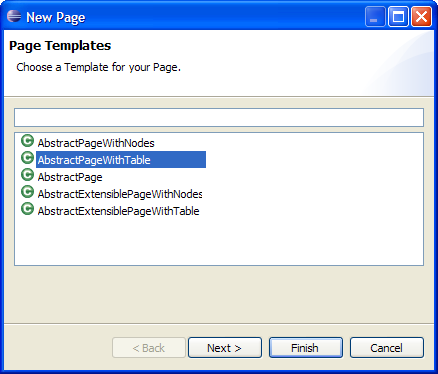 New Page
Page Templates
Choose a Template for your Page.
AbstractPageWithNodes
AbstractPageWithTable
AbstractPage
AbstractExtensiblePageWithNodes
AbstractExtensiblePageWithTable
< Back Next > Finish Cancel